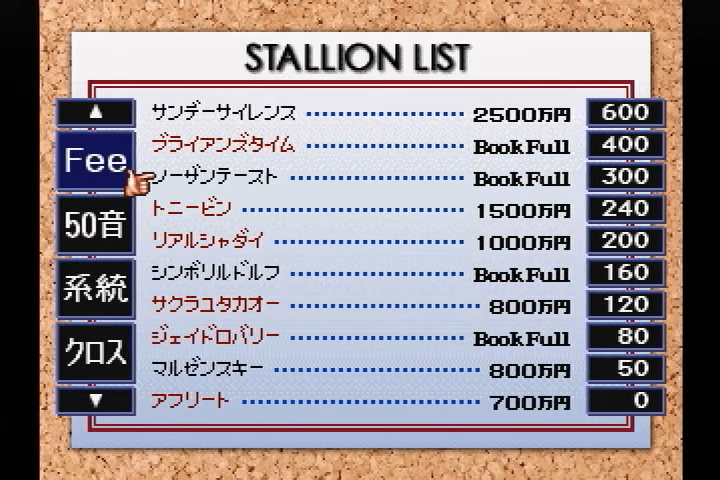 STALLION LIST
▲ サンデーサイレンス 2500万円 600
Fee ブライアンズタイム BookFull 400
ノーザンテースト BookFull 300
50音 トニービン 1500万円 240
リアルシャダイ 1000万円 200
系統 シンボリルドルフ BookFull 160
サクラユタカオー 800万円 120
クロス ジェイドロバリー BookFull 80
マルゼンスキー 800万円 50
▼ アフリート 700万円 0